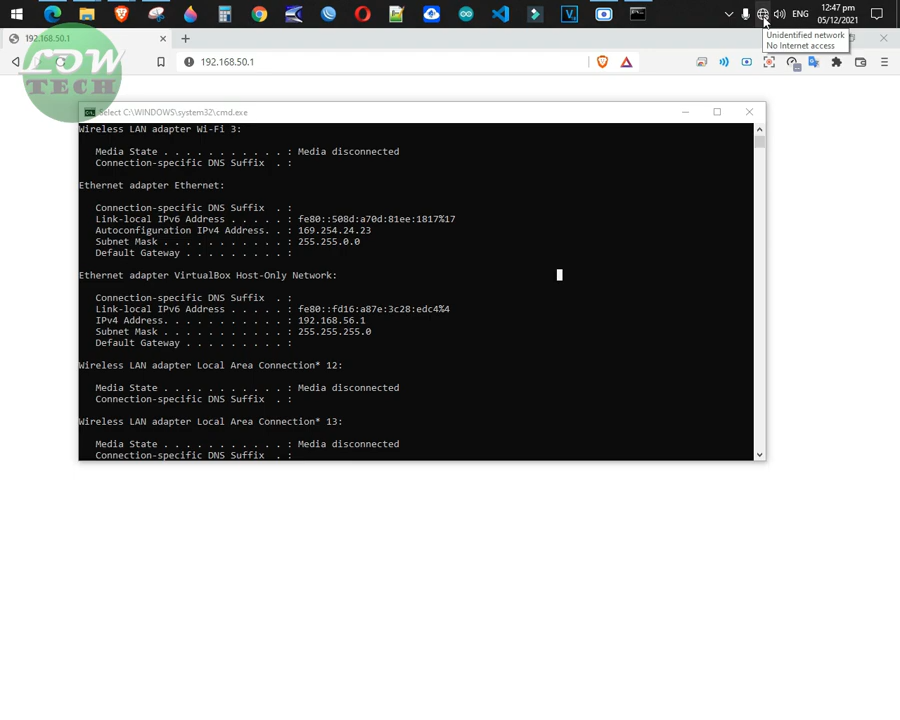 12:47 pm
ENG
05/12/2021
Unidentified network
No Internet access
192.168.50.1
192.168.50.1
LOW
TECH
Select C:\WINDOWS\system32\cmd.exe
Wireless LAN adapter Wi-Fi 3:
Media State . . . . . . . . . . . : Media disconnected
Connection-specific DNS Suffix  . :
Ethernet adapter Ethernet:
Connection-specific DNS Suffix  . :
Link-local IPv6 Address . . . . . : fe80::508d:a70d:81ee:1817%17
Autoconfiguration IPv4 Address. . : 169.254.24.23
Subnet Mask . . . . . . . . . . . : 255.255.0.0
Default Gateway . . . . . . . . . :
Ethernet adapter VirtualBox Host-Only Network:
Connection-specific DNS Suffix  . :
Link-local IPv6 Address . . . . . : fe80::fd16:a87e:3c28:edc4%4
IPv4 Address. . . . . . . . . . . : 192.168.56.1
Subnet Mask . . . . . . . . . . . : 255.255.255.0
Default Gateway . . . . . . . . . :
Wireless LAN adapter Local Area Connection* 12:
Media State . . . . . . . . . . . : Media disconnected
Connection-specific DNS Suffix  . :
Wireless LAN adapter Local Area Connection* 13:
Media State . . . . . . . . . . . : Media disconnected
Connection-specific DNS Suffix  . :